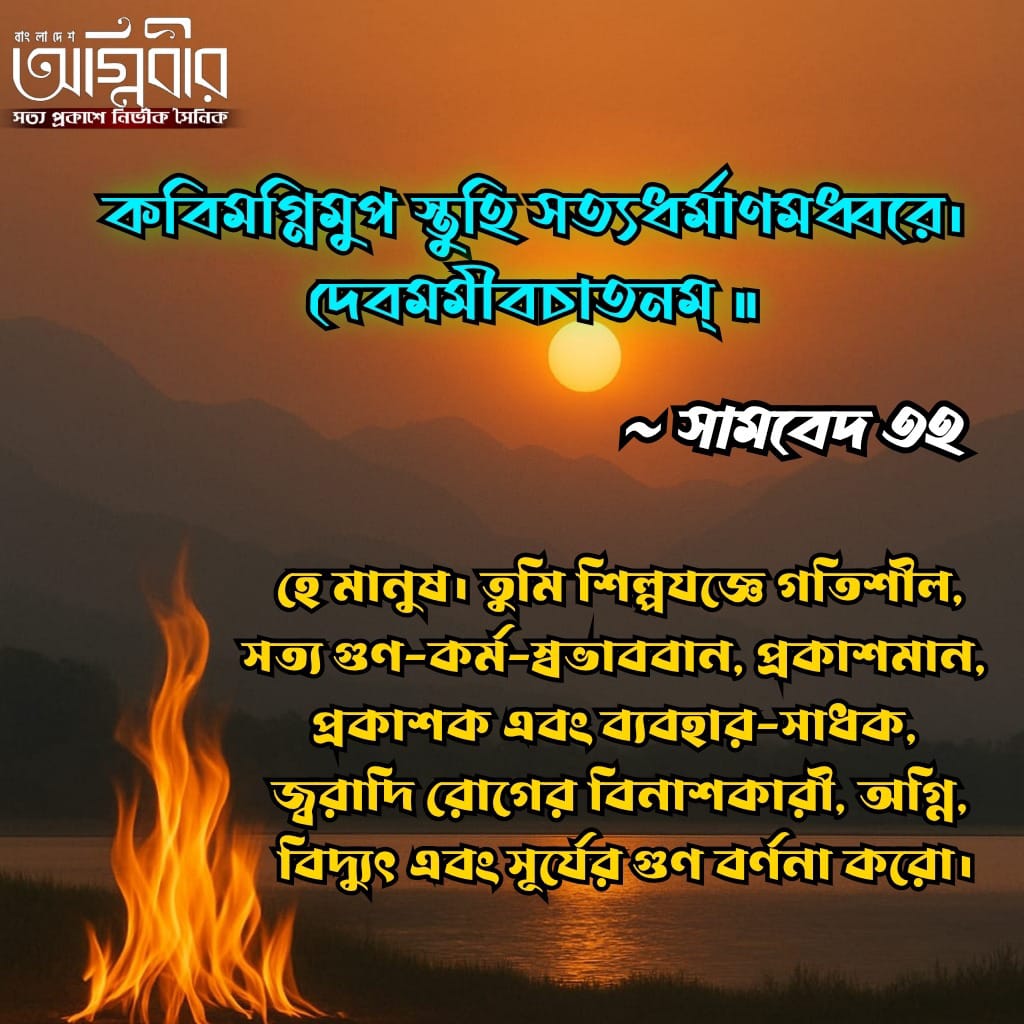 বাংলাদেশ
অগ্নিবীর
সত্য প্রকাশে নির্ভীক সৈনিক
কবিমগ্নিমুপ স্তুহি সত্যধর্মাণমধ্বরে।
দেবমমীবচাতনম্ ॥
~ সামবেদ ৩২
হে মানুষ। তুমি শিল্পযজ্ঞে গতিশীল,
সত্য গুণ-কর্ম-স্বভাববান, প্রকাশমান,
প্রকাশক এবং ব্যবহার-সাধক,
জ্বরাদি রোগের বিনাশকারী, অগ্নি,
বিদ্যুৎ এবং সূর্যের গুণ বর্ণনা করো।